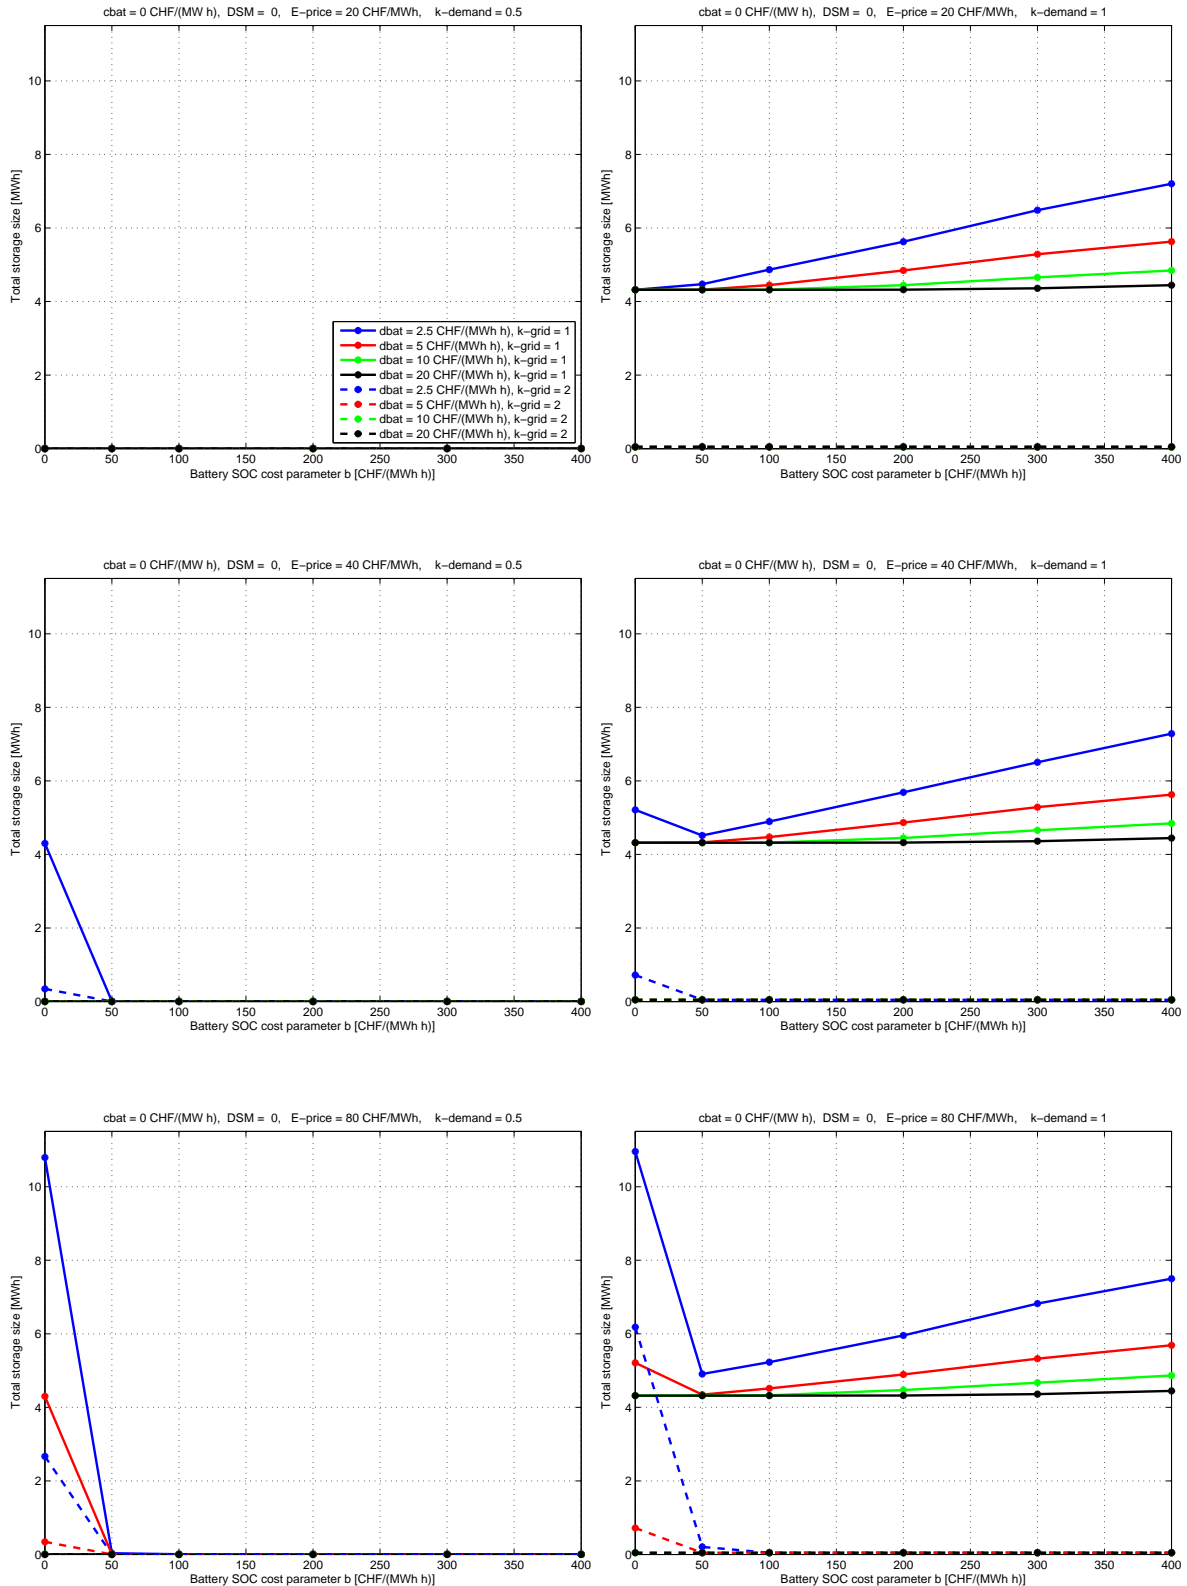 cbat = 0 CHF/(MW h),  DSM =  0,   E−price = 20 CHF/MWh,    k−demand = 0.5
10
8
6
4
2
0
Total storage size [MWh]
dbat = 2.5 CHF/(MWh h), k−grid = 1
dbat = 5 CHF/(MWh h), k−grid = 1
dbat = 10 CHF/(MWh h), k−grid = 1
dbat = 20 CHF/(MWh h), k−grid = 1
dbat = 2.5 CHF/(MWh h), k−grid = 2
dbat = 5 CHF/(MWh h), k−grid = 2
dbat = 10 CHF/(MWh h), k−grid = 2
dbat = 20 CHF/(MWh h), k−grid = 2
0 50 100 150 200 250 300 350 400
Battery SOC cost parameter b [CHF/(MWh h)]
cbat = 0 CHF/(MW h),  DSM =  0,   E−price = 20 CHF/MWh,    k−demand = 1
10
8
6
4
2
0
Total storage size [MWh]
0 50 100 150 200 250 300 350 400
Battery SOC cost parameter b [CHF/(MWh h)]
cbat = 0 CHF/(MW h),  DSM =  0,   E−price = 40 CHF/MWh,    k−demand = 0.5
10
8
6
4
2
0
Total storage size [MWh]
0 50 100 150 200 250 300 350 400
Battery SOC cost parameter b [CHF/(MWh h)]
cbat = 0 CHF/(MW h),  DSM =  0,   E−price = 40 CHF/MWh,    k−demand = 1
10
8
6
4
2
0
Total storage size [MWh]
0 50 100 150 200 250 300 350 400
Battery SOC cost parameter b [CHF/(MWh h)]
cbat = 0 CHF/(MW h),  DSM =  0,   E−price = 80 CHF/MWh,    k−demand = 0.5
10
8
6
4
2
0
Total storage size [MWh]
0 50 100 150 200 250 300 350 400
Battery SOC cost parameter b [CHF/(MWh h)]
cbat = 0 CHF/(MW h),  DSM =  0,   E−price = 80 CHF/MWh,    k−demand = 1
10
8
6
4
2
0
Total storage size [MWh]
0 50 100 150 200 250 300 350 400
Battery SOC cost parameter b [CHF/(MWh h)]